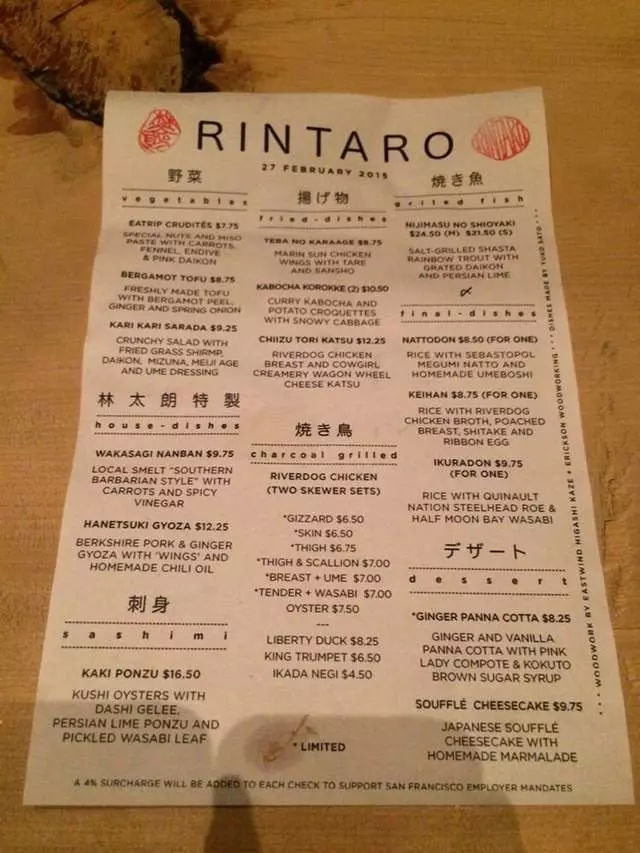 RINTARO
27 FEBRUARY 2015
野菜
vegetables
EATRIP CRUDITÉS $7.75
SPECIAL NUTS AND MISO
PASTE WITH CARROTS,
FENNEL, ENDIVE
& PINK DAIKON
BERGAMOT TOFU $8.75
FRESHLY MADE TOFU
WITH BERGAMOT PEEL,
GINGER AND SPRING ONION
KARI KARI SARADA $9.25
CRUNCHY SALAD WITH
FRIED GRASS SHIRMP,
DAIKON, MIZUNA, MEIJI AGE
AND UME DRESSING
林太朗特製
house-dishes
WAKASAGI NANBAN $9.75
LOCAL SMELT "SOUTHERN
BARBARIAN STYLE" WITH
CARROTS AND SPICY
VINEGAR
HANETSUKI GYOZA $12.25
BERKSHIRE PORK & GINGER
GYOZA WITH 'WINGS' AND
HOMEMADE CHILI OIL
刺身
sashimi
KAKI PONZU $16.50
KUSHI OYSTERS WITH
DASHI GELEE,
PERSIAN LIME PONZU AND
PICKLED WASABI LEAF
揚げ物
fried-dishes
TEBA NO KARAAGE $8.75
MARIN SUN CHICKEN
WINGS WITH TARE
AND SANSHO
KABOCHA KOROKKE (2) $10.50
CURRY KABOCHA AND
POTATO CROQUETTES
WITH SNOWY CABBAGE
CHIIZU TORI KATSU $12.25
RIVERDOG CHICKEN
BREAST AND COWGIRL
CREAMERY WAGON WHEEL
CHEESE KATSU
焼き鳥
charcoal grilled
RIVERDOG CHICKEN
(TWO SKEWER SETS)
*GIZZARD $6.50
*SKIN $6.50
*THIGH $6.75
*THIGH & SCALLION $7.00
*BREAST + UME $7.00
*TENDER + WASABI $7.00
OYSTER $7.50
---
LIBERTY DUCK $8.25
KING TRUMPET $6.50
IKADA NEGI $4.50
* LIMITED
焼き魚
grilled fish
NIJIMASU NO SHIOYAKI
$24.50 (M) $21.50 (S)
SALT-GRILLED SHASTA
RAINBOW TROUT WITH
GRATED DAIKON
AND PERSIAN LIME
final-dishes
NATTODON $8.50 (FOR ONE)
RICE WITH SEBASTOPOL
MEGUMI NATTO AND
HOMEMADE UMEBOSHI
KEIHAN $8.75 (FOR ONE)
RICE WITH RIVERDOG
CHICKEN BROTH, POACHED
BREAST, SHITAKE AND
RIBBON EGG
IKURADON $9.75
(FOR ONE)
RICE WITH QUINAULT
NATION STEELHEAD ROE &
HALF MOON BAY WASABI
デザート
dessert
*GINGER PANNA COTTA $8.25
GINGER AND VANILLA
PANNA COTTA WITH PINK
LADY COMPOTE & KOKUTO
BROWN SUGAR SYRUP
SOUFFLÉ CHEESECAKE $9.75
JAPANESE SOUFFLÉ
CHEESECAKE WITH
HOMEMADE MARMALADE
••• WOODWORK BY EASTWIND HIGASHI KAZE + ERICKSON WOODWORKING ••• DISHES MADE BY YUKO SATO •••
A 4% SURCHARGE WILL BE ADDED TO EACH CHECK TO SUPPORT SAN FRANCISCO EMPLOYER MANDATES